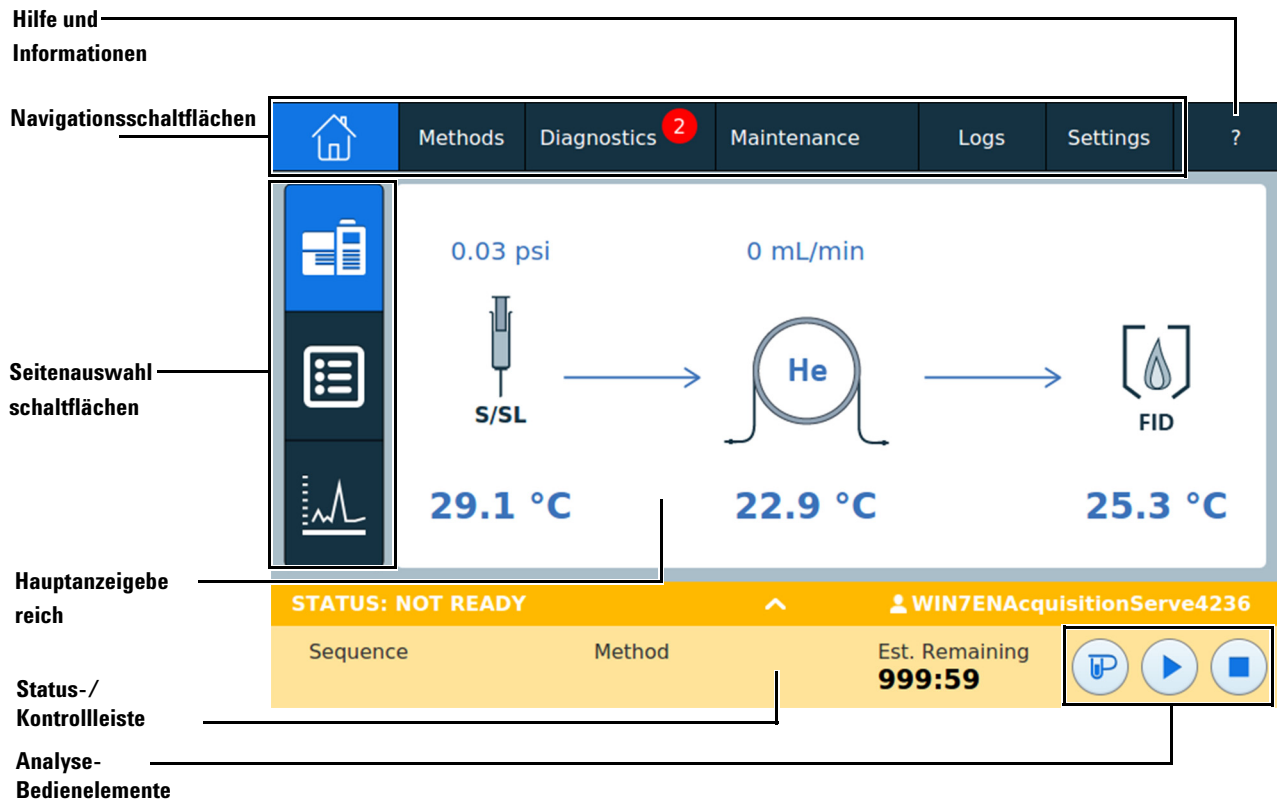 Hilfe und
Informationen
Navigationsschaltflächen
Methods
Diagnostics 2
Maintenance
Logs
Settings
?
0.03 psi
0 mL/min
He
S/SL
FID
Seitenauswahl
schaltflächen
29.1 °C
22.9 °C
25.3 °C
Hauptanzeigebe
reich
STATUS: NOT READY
WIN7ENAcquisitionServe4236
Sequence
Method
Est. Remaining
999:59
Status-/
Kontrollleiste
Analyse-
Bedienelemente